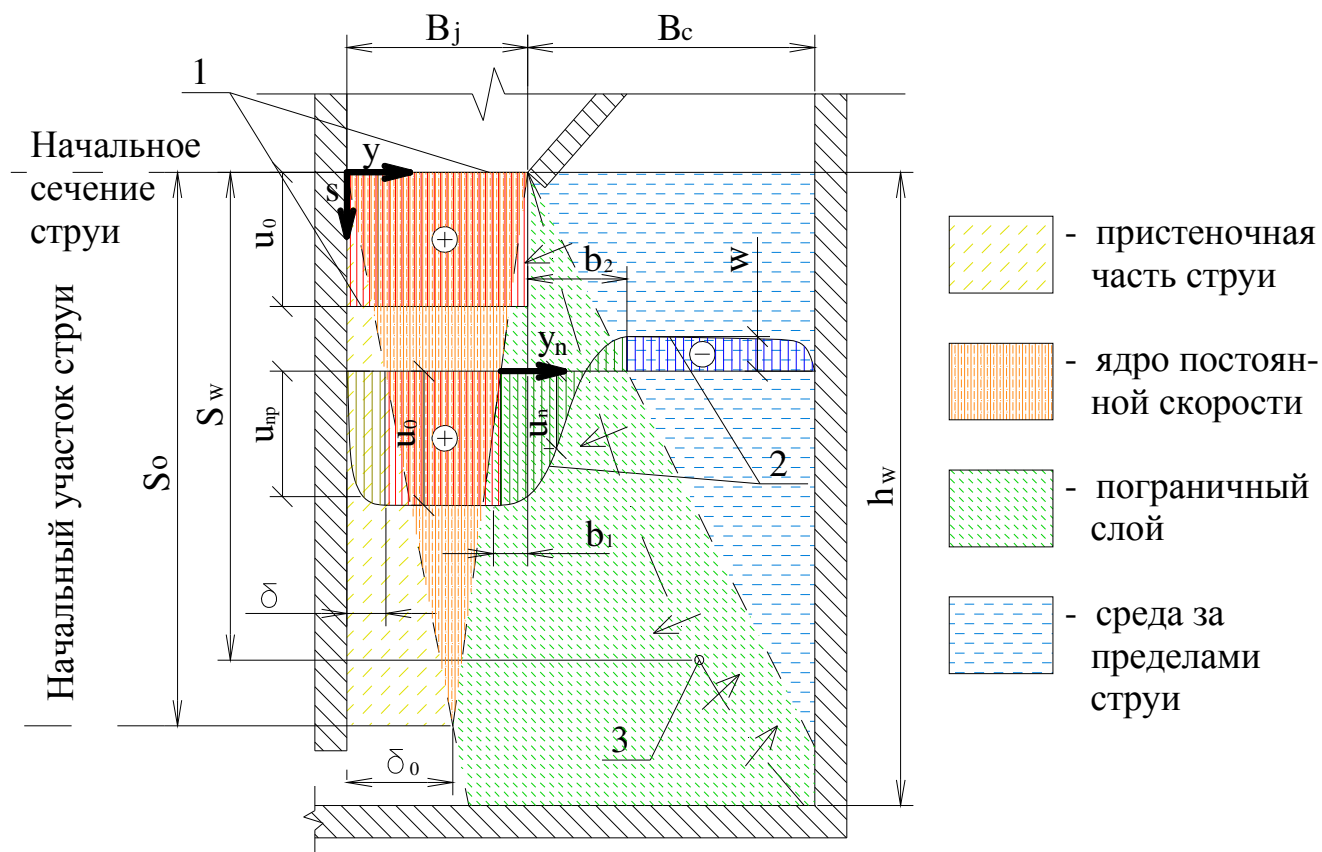 Bj
Bc
1
Начальное
сечение
струи
y
s
u0
b2
w
yn
Начальный участок струи
So
Sw
uпр
u0
un
2
hw
b1
δ
3
δ0
- пристеночная
часть струи
- ядро постоян-
ной скорости
- пограничный
слой
- среда за
пределами
струи